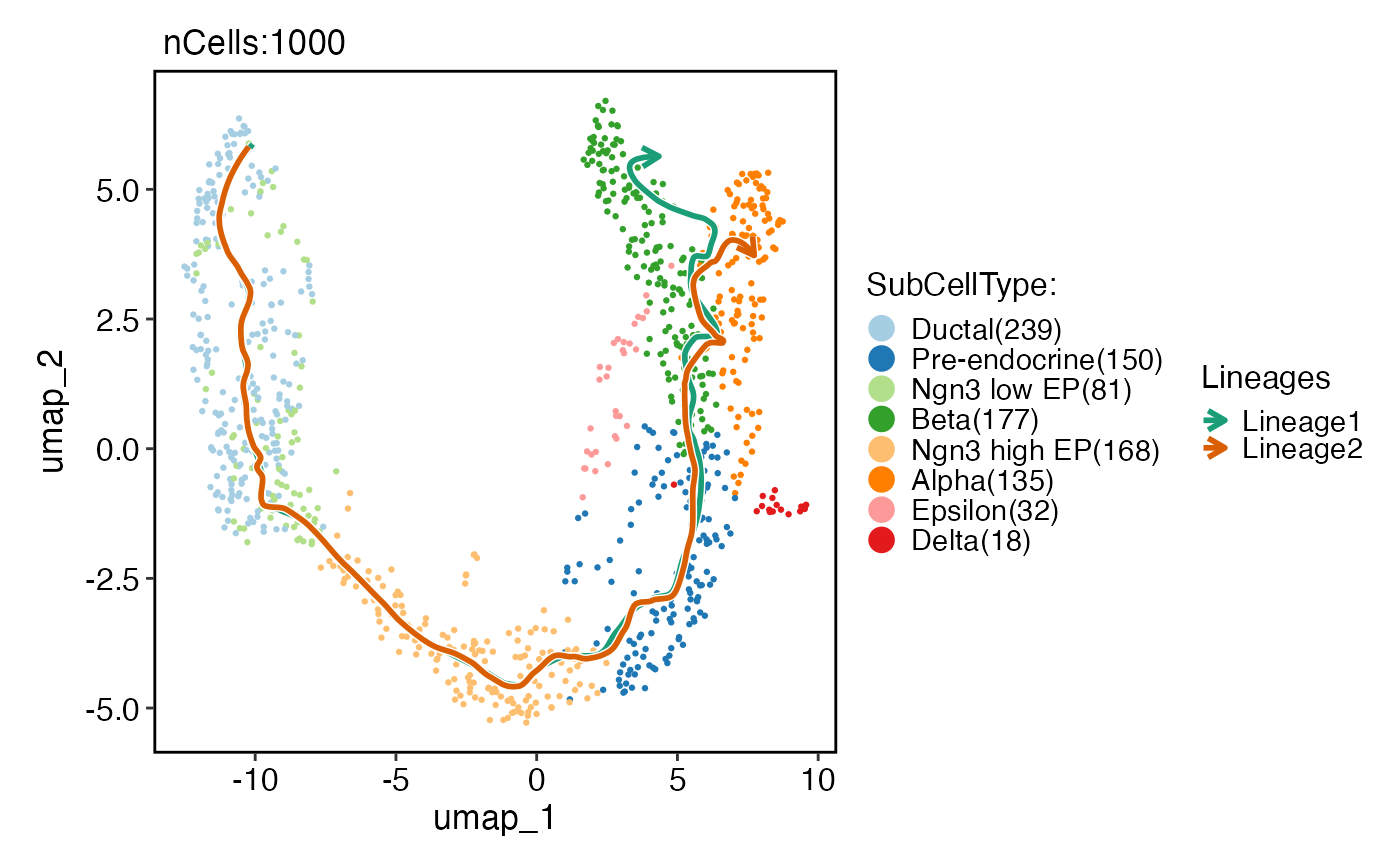 nCells:1000
umap_2
5.0
2.5
0.0
-2.5
-5.0
-10
-5
0
5
10
umap_1
SubCellType:
Ductal(239)
Pre-endocrine(150)
Ngn3 low EP(81)
Beta(177)
Ngn3 high EP(168)
Alpha(135)
Epsilon(32)
Delta(18)
Lineages
Lineage1
Lineage2